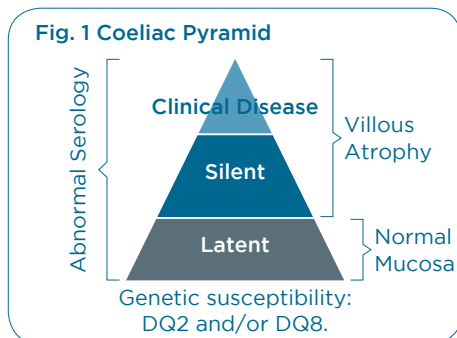 Fig. 1 Coeliac Pyramid
Abnormal Serology
Clinical Disease
Silent
Latent
Villous
Atrophy
Normal
Mucosa
Genetic susceptibility:
DQ2 and/or DQ8.